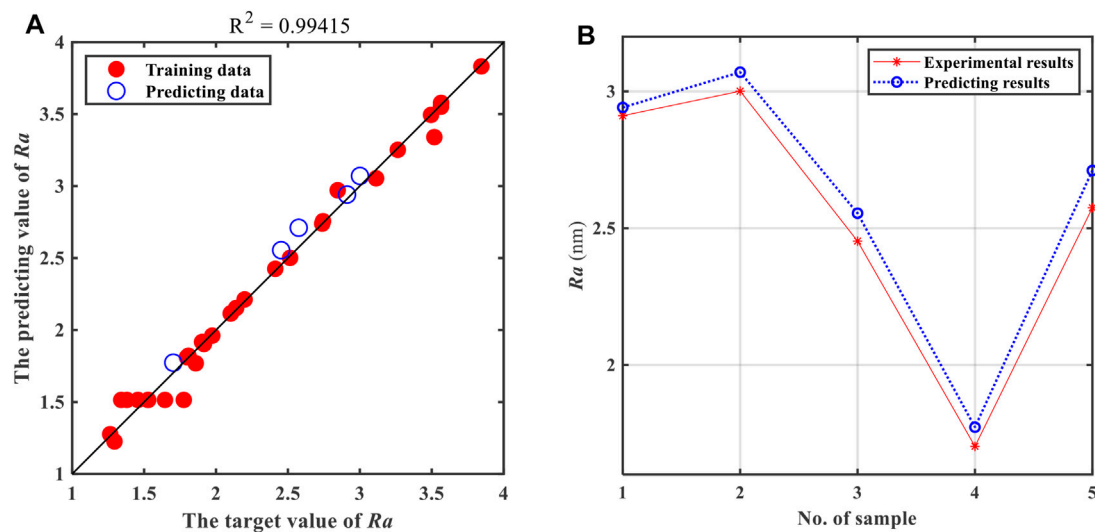 A
R² = 0.99415
Training data
Predicting data
4
3.5
3
2.5
2
1.5
1
1 1.5 2 2.5 3 3.5 4
The predicting value of Ra
The target value of Ra
B
Experimental results
Predicting results
3
2.5
2
1 2 3 4 5
Ra (nm)
No. of sample